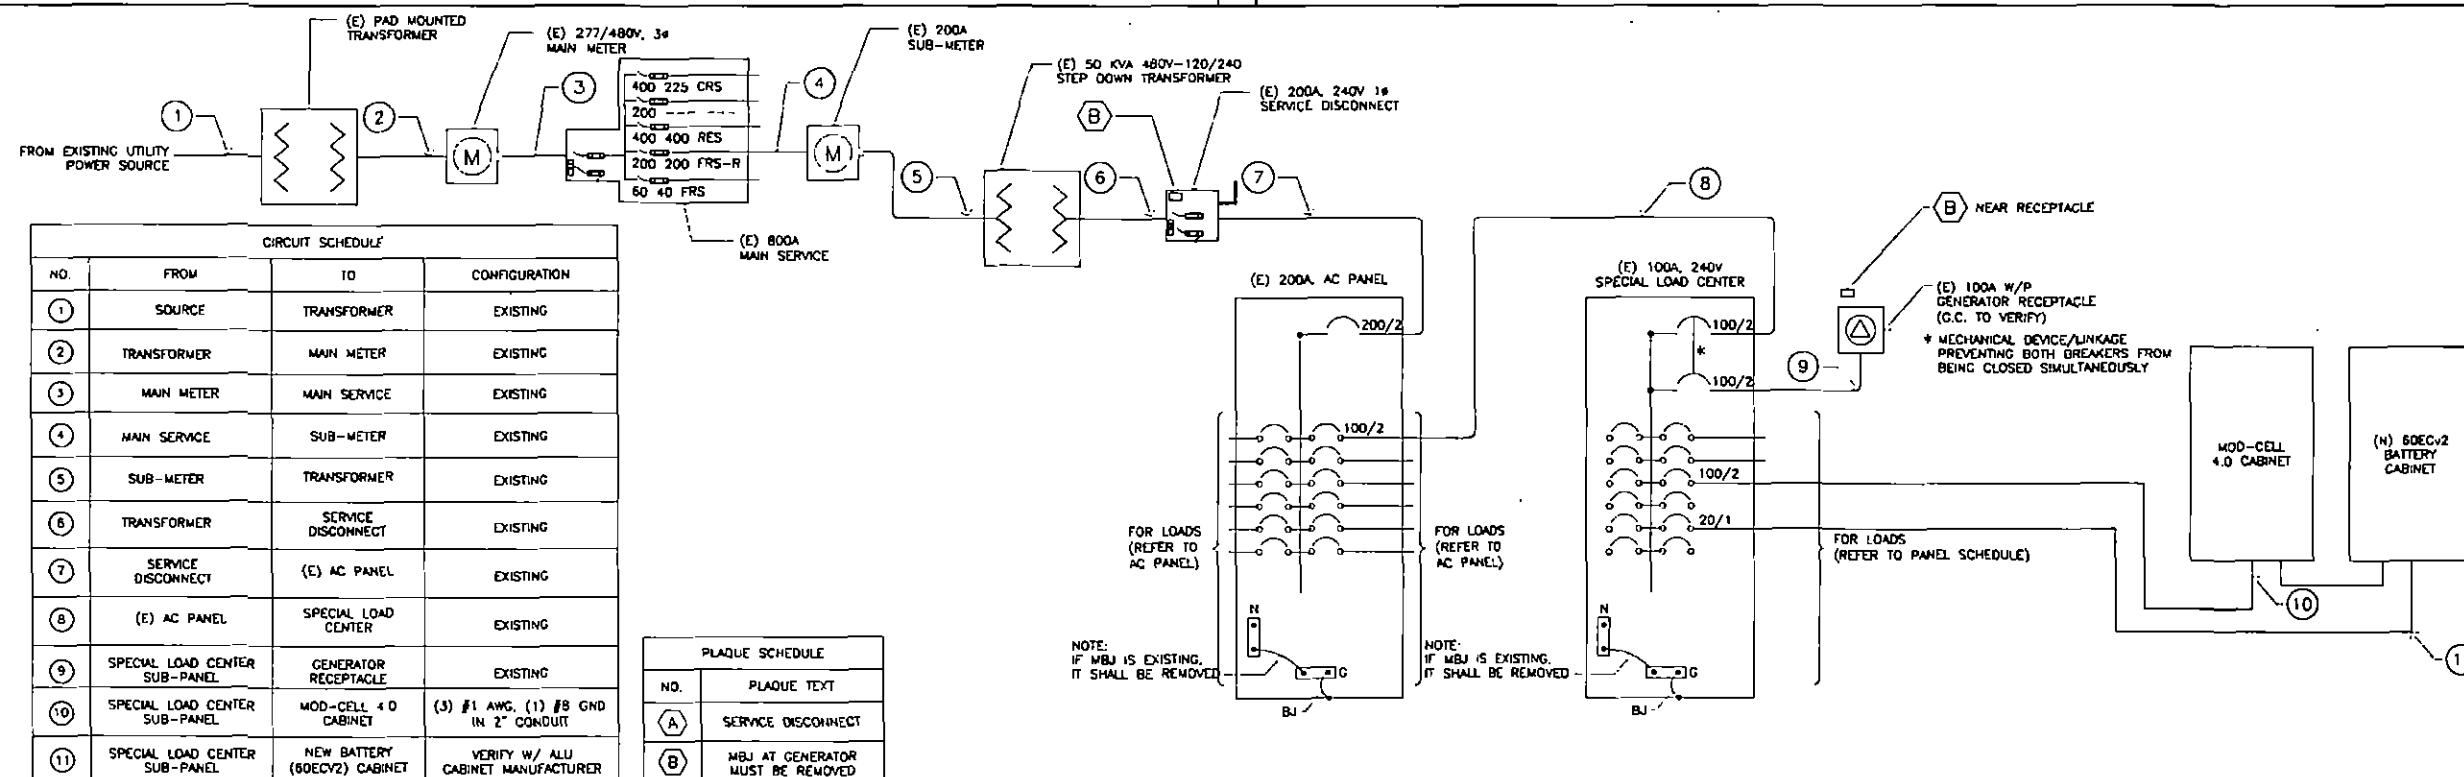 (E) PAD MOUNTED
TRANSFORMER
(E) 277/480V, 3ø
MAIN METER
(E) 200A
SUB-METER
(E) 50 KVA 480V-120/240
STEP DOWN TRANSFORMER
(E) 200A, 240V 1ø
SERVICE DISCONNECT
1
2
3
4
5
6
7
8
B
B NEAR RECEPTACLE
FROM EXISTING UTILITY
POWER SOURCE
M
M
400 225 CRS
200
400 400 RES
200 200 FRS-R
60 40 FRS
(E) 800A
MAIN SERVICE
CIRCUIT SCHEDULE
NO. FROM TO CONFIGURATION
1 SOURCE TRANSFORMER EXISTING
2 TRANSFORMER MAIN METER EXISTING
3 MAIN METER MAIN SERVICE EXISTING
4 MAIN SERVICE SUB-METER EXISTING
5 SUB-METER TRANSFORMER EXISTING
6 TRANSFORMER SERVICE DISCONNECT EXISTING
7 SERVICE DISCONNECT (E) AC PANEL EXISTING
8 (E) AC PANEL SPECIAL LOAD CENTER EXISTING
9 SPECIAL LOAD CENTER SUB-PANEL GENERATOR RECEPTACLE EXISTING
10 SPECIAL LOAD CENTER SUB-PANEL MOD-CELL 4.0 CABINET (3) #1 AWG, (1) #8 GND IN 2" CONDUIT
11 SPECIAL LOAD CENTER SUB-PANEL NEW BATTERY (60ECV2) CABINET VERIFY W/ ALU CABINET MANUFACTURER
PLAQUE SCHEDULE
NO. PLAQUE TEXT
A SERVICE DISCONNECT
B MBJ AT GENERATOR MUST BE REMOVED
(E) 200A, AC PANEL
200/2
100/2
FOR LOADS
(REFER TO
AC PANEL)
FOR LOADS
(REFER TO
AC PANEL)
N
G
BJ
NOTE:
IF MBJ IS EXISTING,
IT SHALL BE REMOVED
(E) 100A, 240V
SPECIAL LOAD CENTER
100/2
*
100/2
100/2
20/1
FOR LOADS
(REFER TO PANEL SCHEDULE)
N
G
BJ
NOTE:
IF MBJ IS EXISTING,
IT SHALL BE REMOVED
(E) 100A W/P
GENERATOR RECEPTACLE
(G.C. TO VERIFY)
* MECHANICAL DEVICE/LINKAGE
PREVENTING BOTH BREAKERS FROM
BEING CLOSED SIMULTANEOUSLY
9
MOD-CELL
4.0 CABINET
(N) 60ECv2
BATTERY
CABINET
10
1